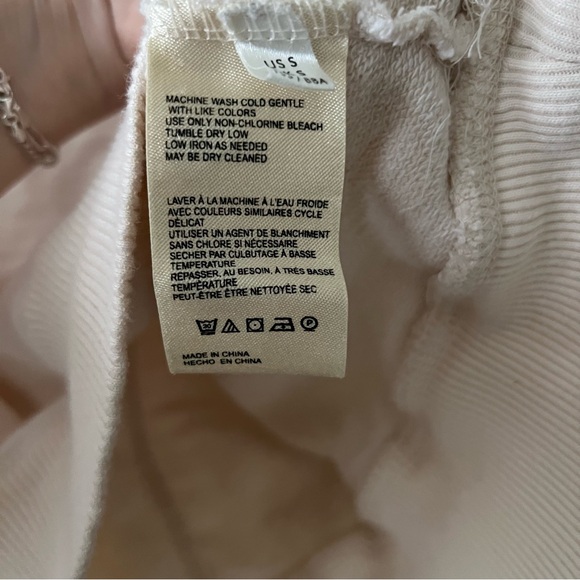 US S
MACHINE WASH COLD GENTLE
WITH LIKE COLORS
USE ONLY NON-CHLORINE BLEACH
TUMBLE DRY LOW
LOW IRON AS NEEDED
MAY BE DRY CLEANED
LAVER À LA MACHINE À L'EAU FROIDE
AVEC COULEURS SIMILAIRES CYCLE
DÉLICAT
UTILISER UN AGENT DE BLANCHIMENT
SANS CHLORE SI NÉCESSAIRE
SECHER PAR CULBUTAGE À BASSE
TEMPERATURE
RÉPASSER, AU BESOIN, À TRÈS BASSE
TEMPÉRATURE
PEUT-ÊTRE ÊTRE NETTOYÉE SEC
30 P
MADE IN CHINA
HECHO EN CHINA